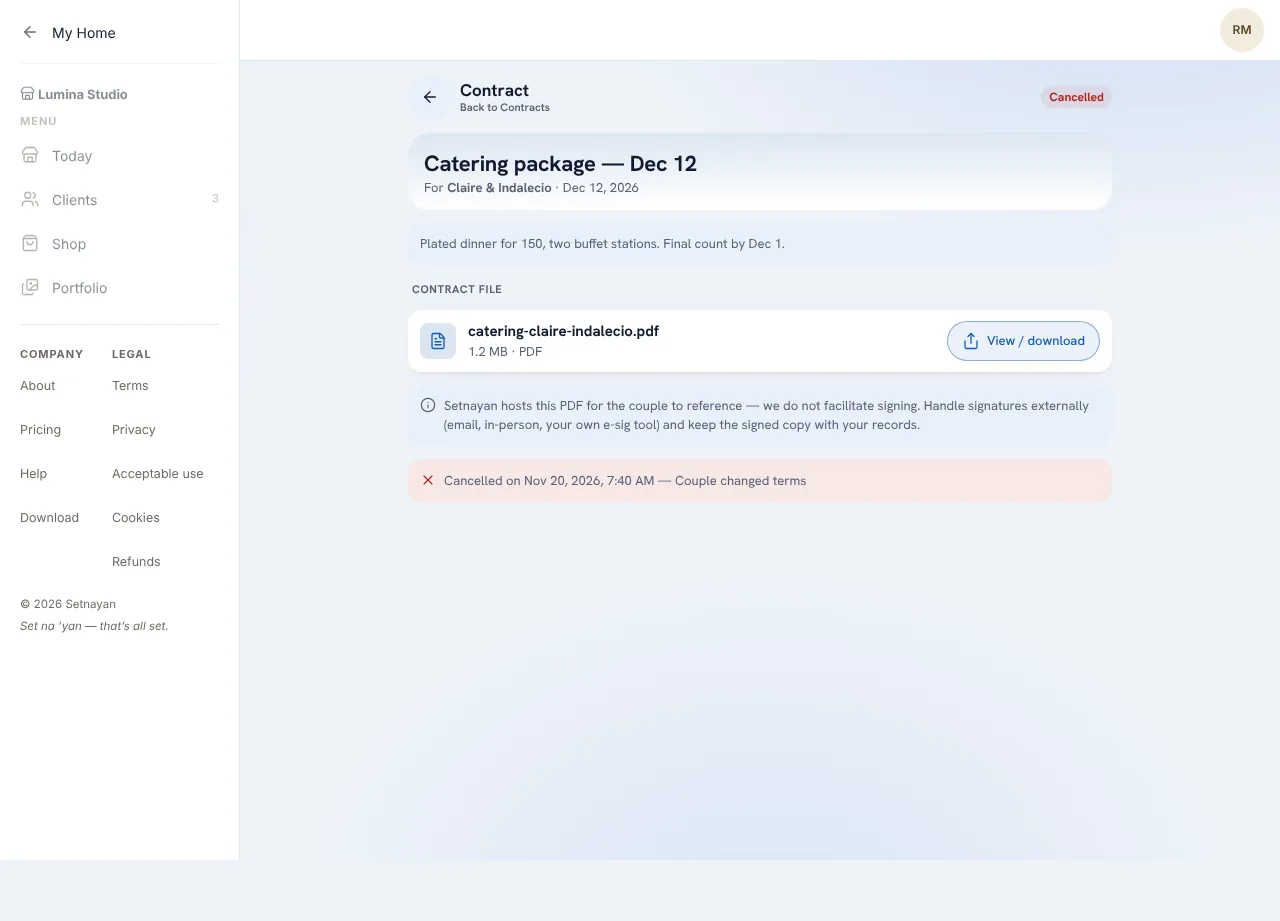 My Home
RM
Lumina Studio
MENU
Today
Clients 3
Shop
Portfolio
COMPANY LEGAL
About Terms
Pricing Privacy
Help Acceptable use
Download Cookies
Refunds
© 2026 Setnayan
Set na 'yan — that's all set.
Contract
Back to Contracts
Cancelled
Catering package — Dec 12
For Claire & Indalecio · Dec 12, 2026
Plated dinner for 150, two buffet stations. Final count by Dec 1.
CONTRACT FILE
catering-claire-indalecio.pdf
1.2 MB · PDF
View / download
Setnayan hosts this PDF for the couple to reference — we do not facilitate signing. Handle signatures externally
(email, in-person, your own e-sig tool) and keep the signed copy with your records.
Cancelled on Nov 20, 2026, 7:40 AM — Couple changed terms